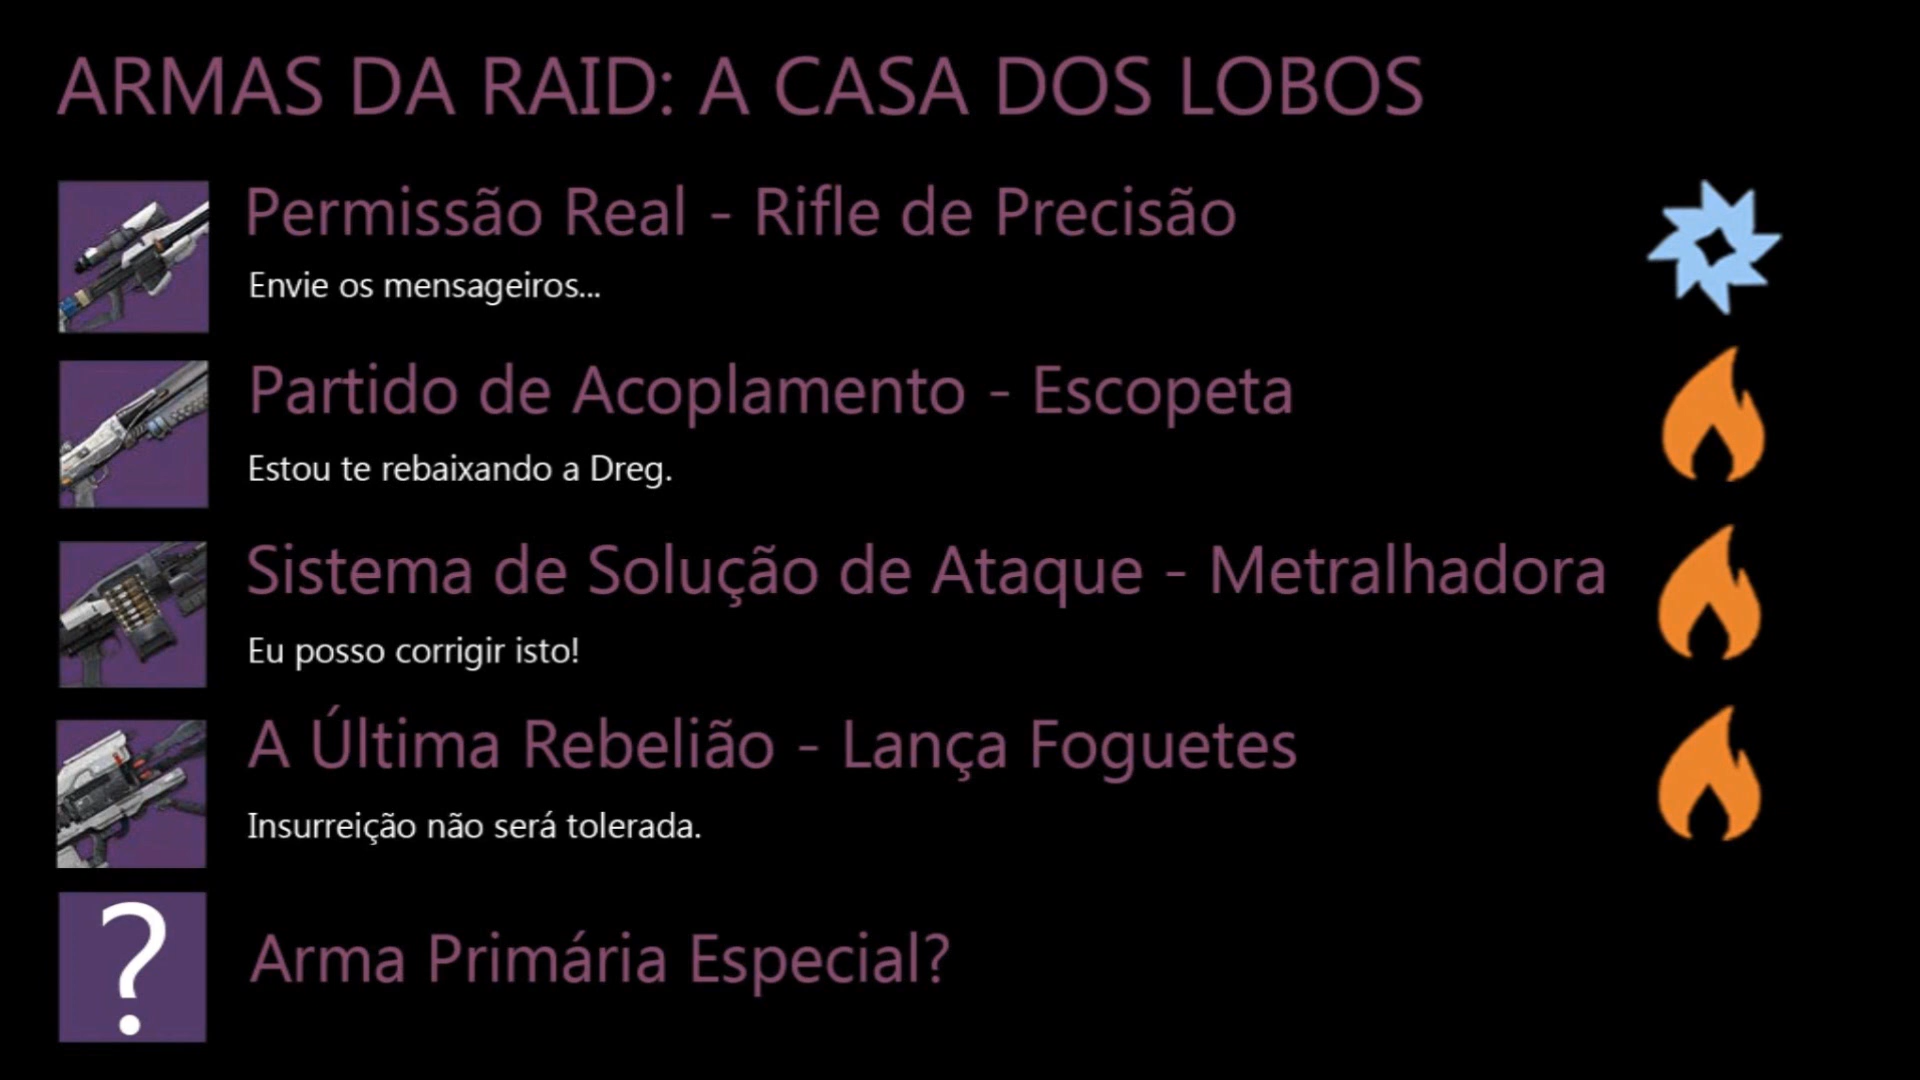 ARMAS DA RAID: A CASA DOS LOBOS
Permissão Real - Rifle de Precisão
Envie os mensageiros...
Partido de Acoplamento - Escopeta
Estou te rebaixando a Dreg.
Sistema de Solução de Ataque - Metralhadora
Eu posso corrigir isto!
A Última Rebelião - Lança Foguetes
Insurreição não será tolerada.
?
Arma Primária Especial?